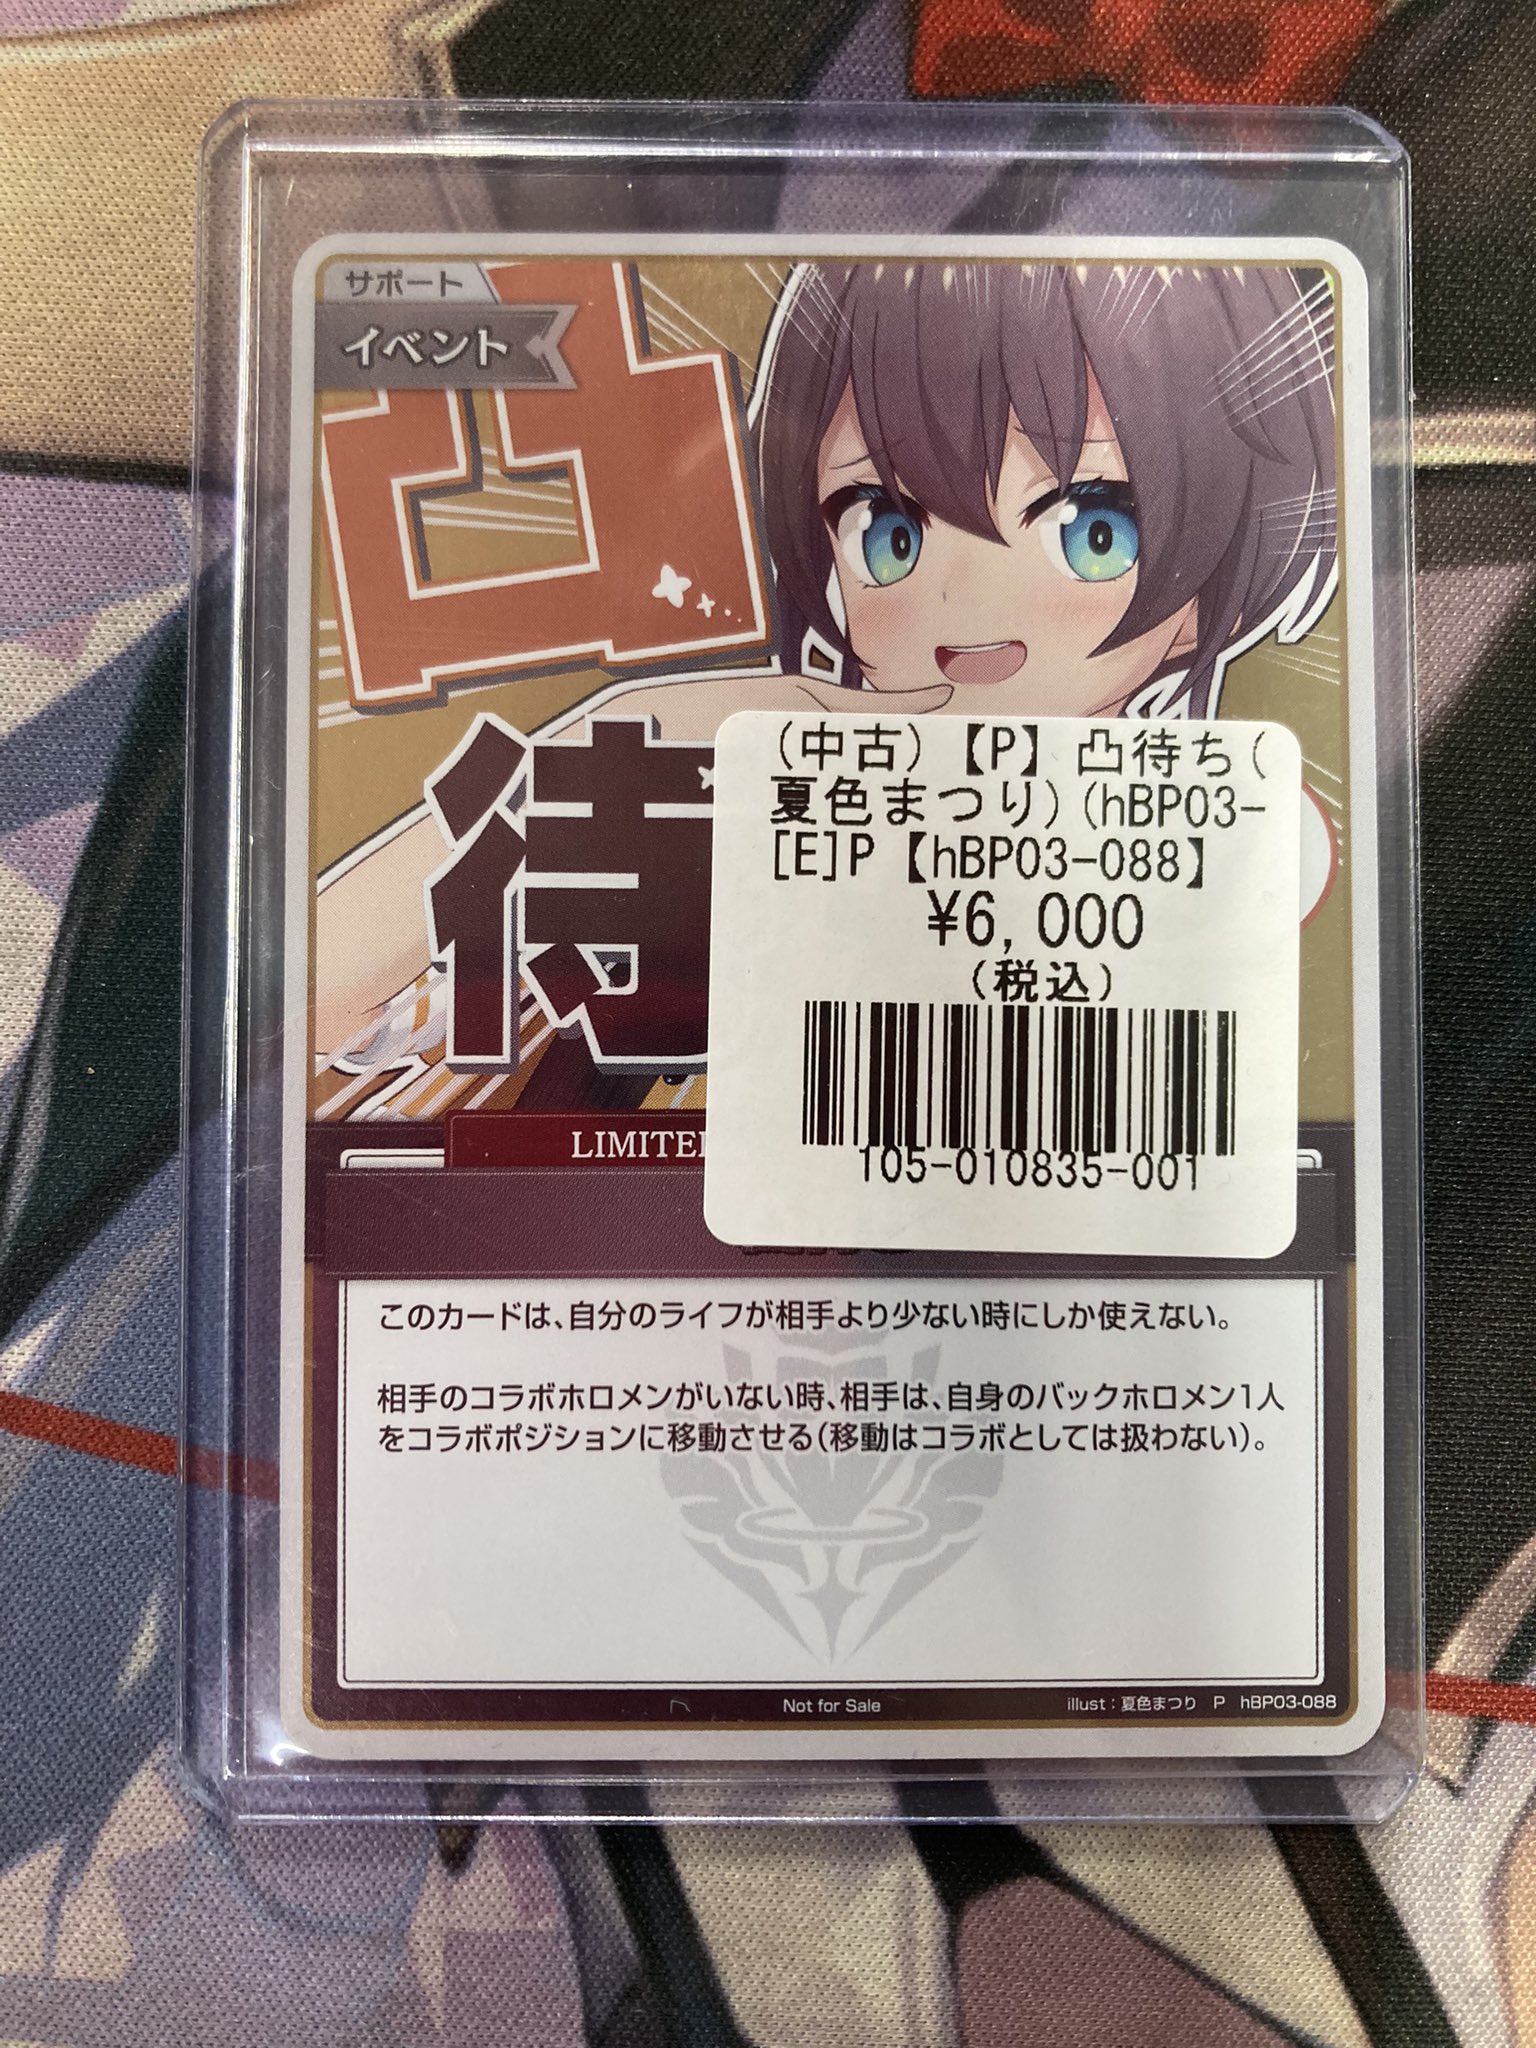 サポート
イベント
凸
待
(中古)【P】凸待ち(
夏色まつり)(hBP03-
[E]P【hBP03-088】
¥6,000
(税込)
105-010835-001
LIMITED
このカードは、自分のライフが相手より少ない時にしか使えない。
相手のコラボホロメンがいない時、相手は、自身のバックホロメン1人
をコラボポジションに移動させる(移動はコラボとしては扱わない)。
Not for Sale
illust：夏色まつり P hBP03-088